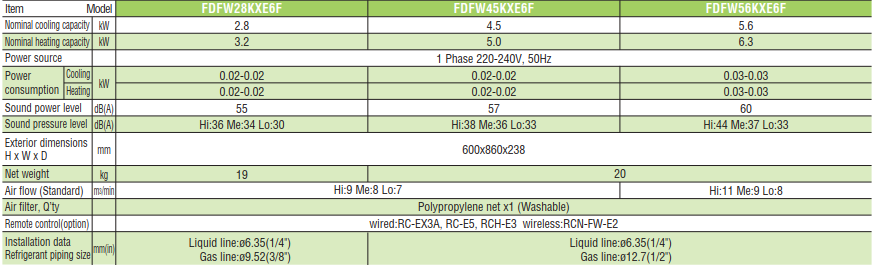 Item Model FDFW28KXE6F FDFW45KXE6F FDFW56KXE6F
Nominal cooling capacity kW 2.8 4.5 5.6
Nominal heating capacity kW 3.2 5.0 6.3
Power source 1 Phase 220-240V, 50Hz
Power consumption kW Cooling 0.02-0.02 0.02-0.02 0.03-0.03
Heating 0.02-0.02 0.02-0.02 0.03-0.03
Sound power level dB(A) 55 57 60
Sound pressure level dB(A) Hi:36 Me:34 Lo:30 Hi:38 Me:36 Lo:33 Hi:44 Me:37 Lo:33
Exterior dimensions
H x W x D mm 600x860x238
Net weight kg 19 20
Air flow (Standard) m³/min Hi:9 Me:8 Lo:7 Hi:11 Me:9 Lo:8
Air filter, Q'ty Polypropylene net x1 (Washable)
Remote control(option) wired:RC-EX3A, RC-E5, RCH-E3 wireless:RCN-FW-E2
Installation data Liquid line:ø6.35(1/4") Liquid line:ø6.35(1/4")
Refrigerant piping size mm(in) Gas line:ø9.52(3/8") Gas line:ø12.7(1/2")